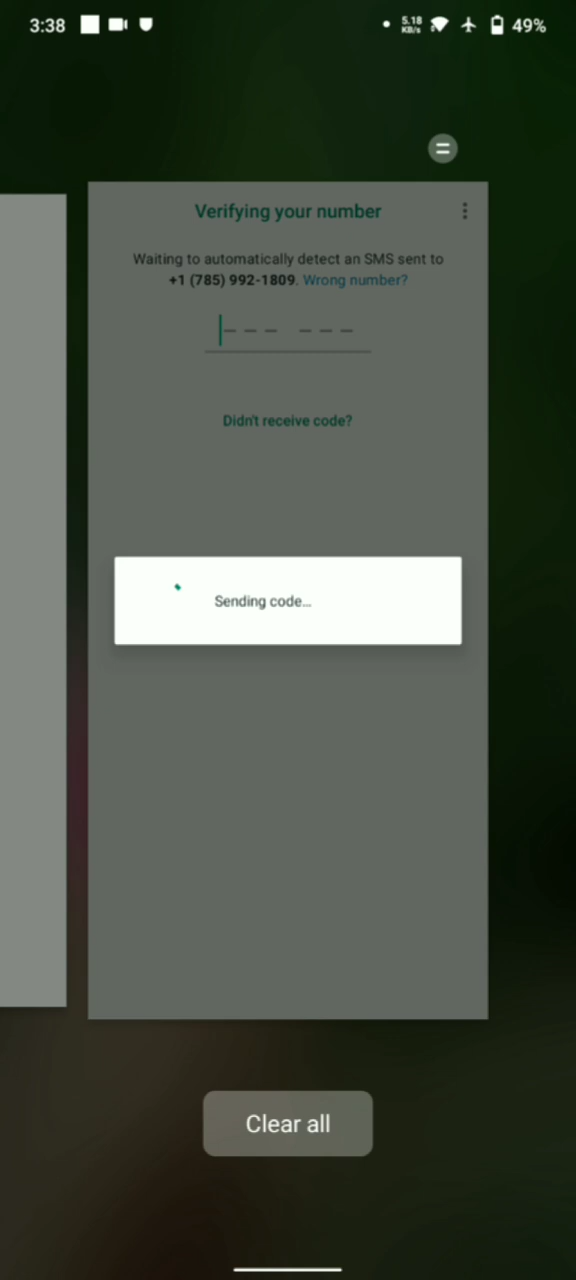 3:38 5.18 KB/s 49%
Verifying your number
Waiting to automatically detect an SMS sent to
+1 (785) 992-1809. Wrong number?
Didn't receive code?
Sending code...
Clear all